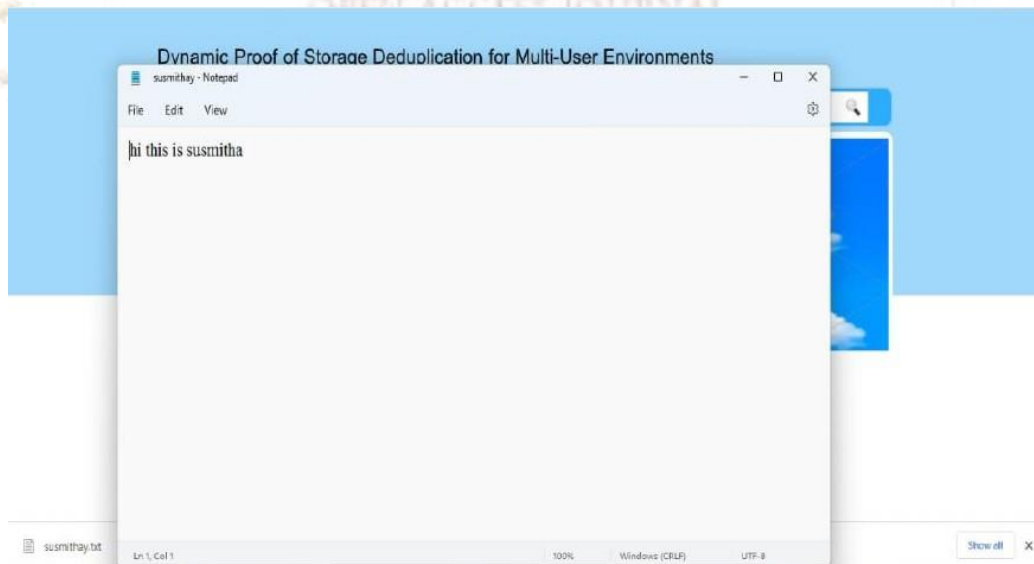 Dynamic Proof of Storage Deduplication for Multi-User Environments
susmithay - Notepad
File Edit View
hi this is susmitha
susmithay.txt
Ln 1, Col 1
100%
Windows (CRLF)
UTF-8
Show all